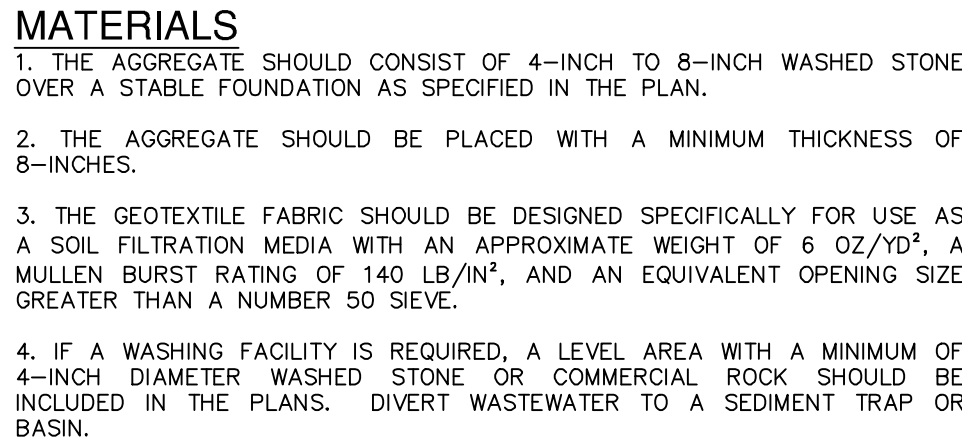 MATERIALS
1. THE AGGREGATE SHOULD CONSIST OF 4–INCH TO 8–INCH WASHED STONE
OVER A STABLE FOUNDATION AS SPECIFIED IN THE PLAN.
2. THE AGGREGATE SHOULD BE PLACED WITH A MINIMUM THICKNESS OF
8–INCHES.
3. THE GEOTEXTILE FABRIC SHOULD BE DESIGNED SPECIFICALLY FOR USE AS
A SOIL FILTRATION MEDIA WITH AN APPROXIMATE WEIGHT OF 6 OZ/YD², A
MULLEN BURST RATING OF 140 LB/IN², AND AN EQUIVALENT OPENING SIZE
GREATER THAN A NUMBER 50 SIEVE.
4. IF A WASHING FACILITY IS REQUIRED, A LEVEL AREA WITH A MINIMUM OF
4–INCH DIAMETER WASHED STONE OR COMMERCIAL ROCK SHOULD BE
INCLUDED IN THE PLANS. DIVERT WASTEWATER TO A SEDIMENT TRAP OR
BASIN.